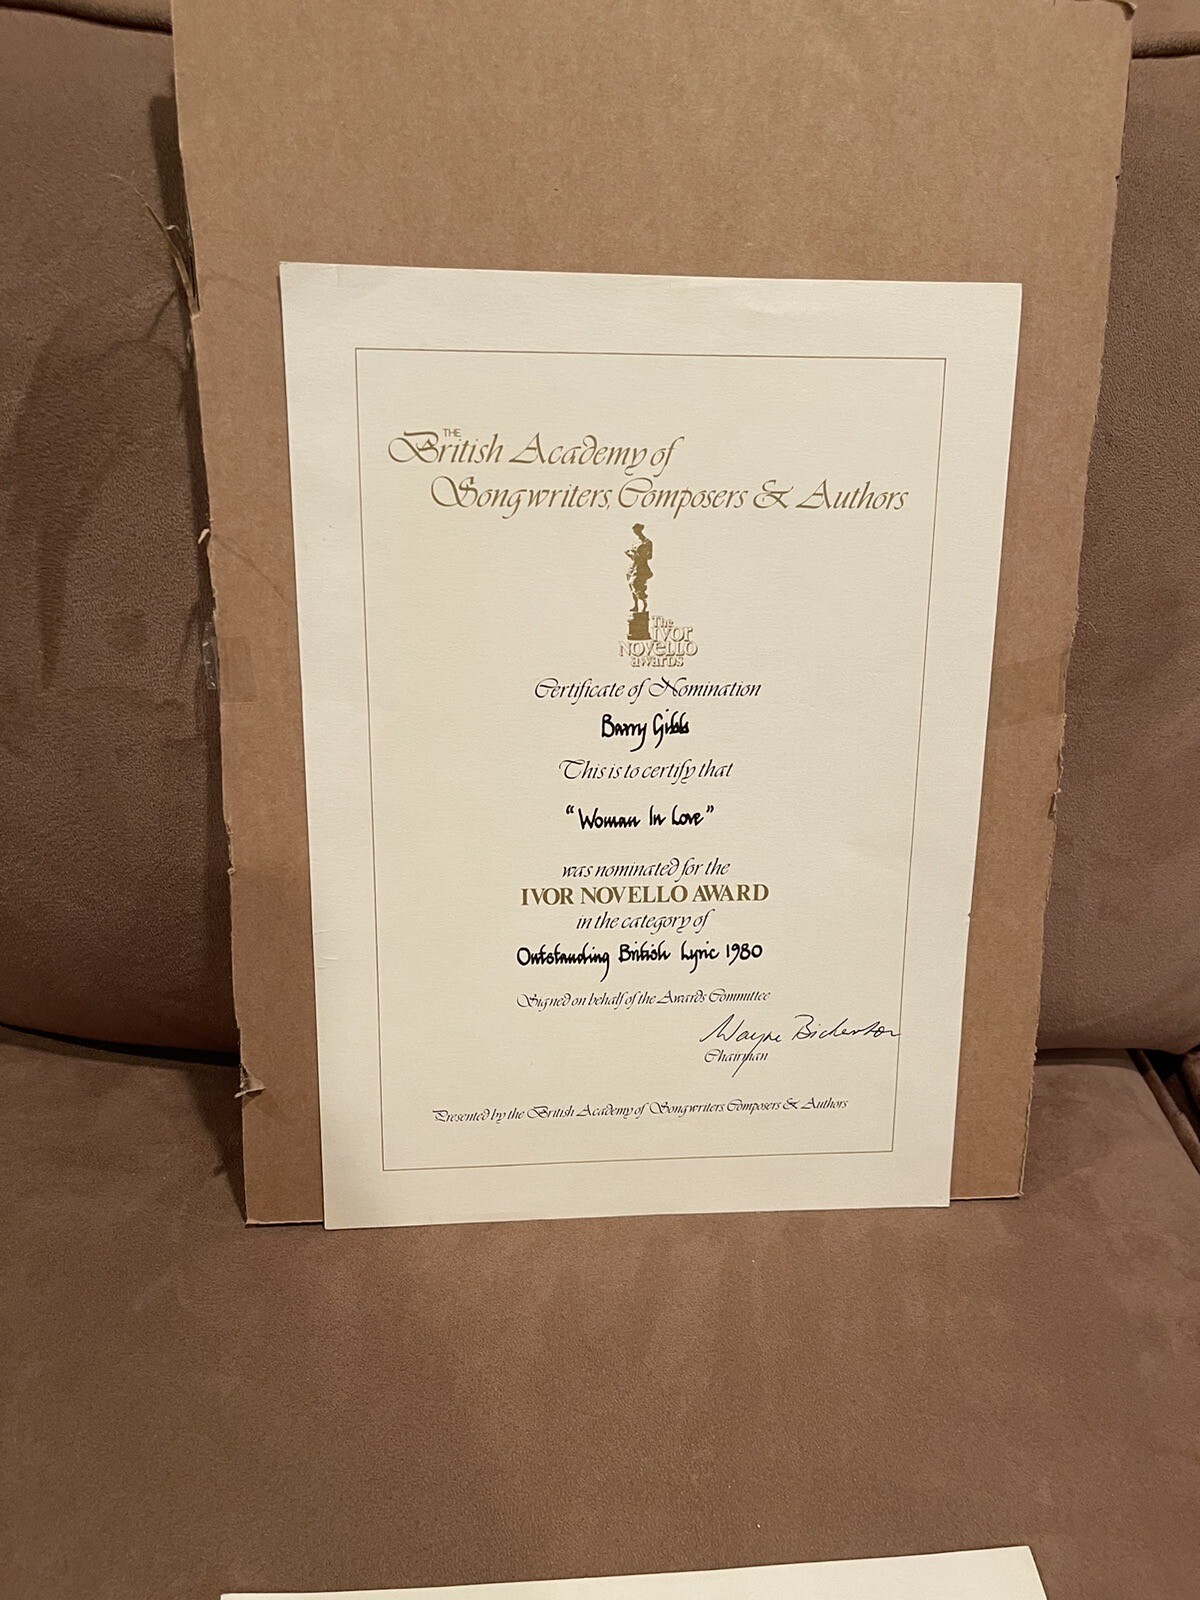 THE
British Academy of
Songwriters, Composers & Authors
The
IVOR
NOVELLO
awards
Certificate of Nomination
Barry Gibb
This is to certify that
"Woman In Love"
was nominated for the
IVOR NOVELLO AWARD
in the category of
Outstanding British Lyric 1980
Signed on behalf of the Awards Committee
Wayne Bickerton
Chairman
Presented by the British Academy of Songwriters, Composers & Authors